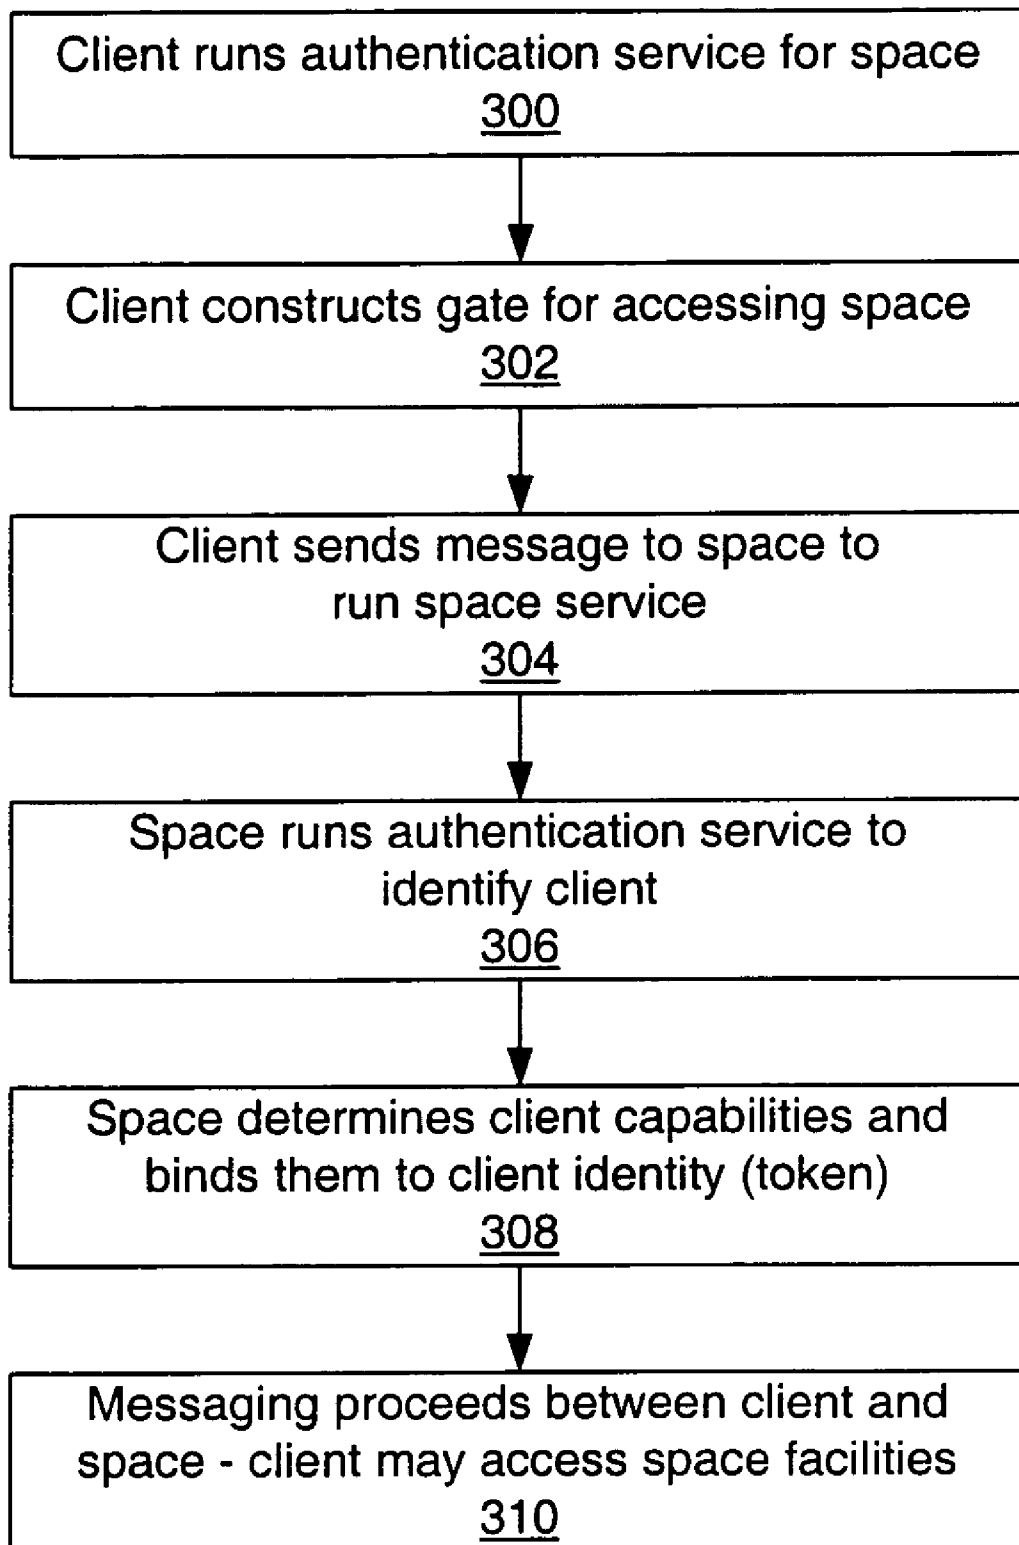 Client runs authentication service for space
300
Client constructs gate for accessing space
302
Client sends message to space to
run space service
304
Space runs authentication service to
identify client
306
Space determines client capabilities and
binds them to client identity (token)
308
Messaging proceeds between client and
space - client may access space facilities
310